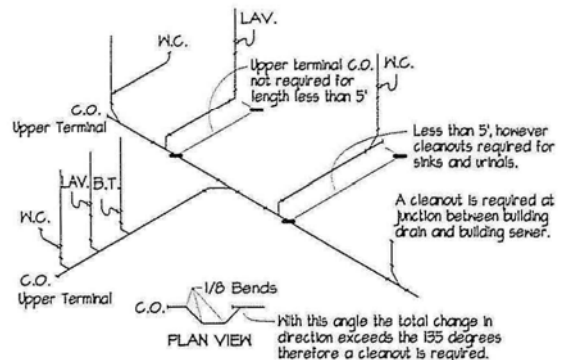 LAV.
W.C.
Upper terminal C.O.
not required for
length less than 5'
W.C.
C.O.
Upper Terminal
Less than 5', however
cleanouts required for
sinks and urinals.
LAV. B.T.
W.C.
A cleanout is required at
junction between building
drain and building sewer.
C.O.
Upper Terminal
1/8 Bends
C.O.
PLAN VIEW
With this angle the total change in
direction exceeds the 135 degrees
therefore a cleanout is required.